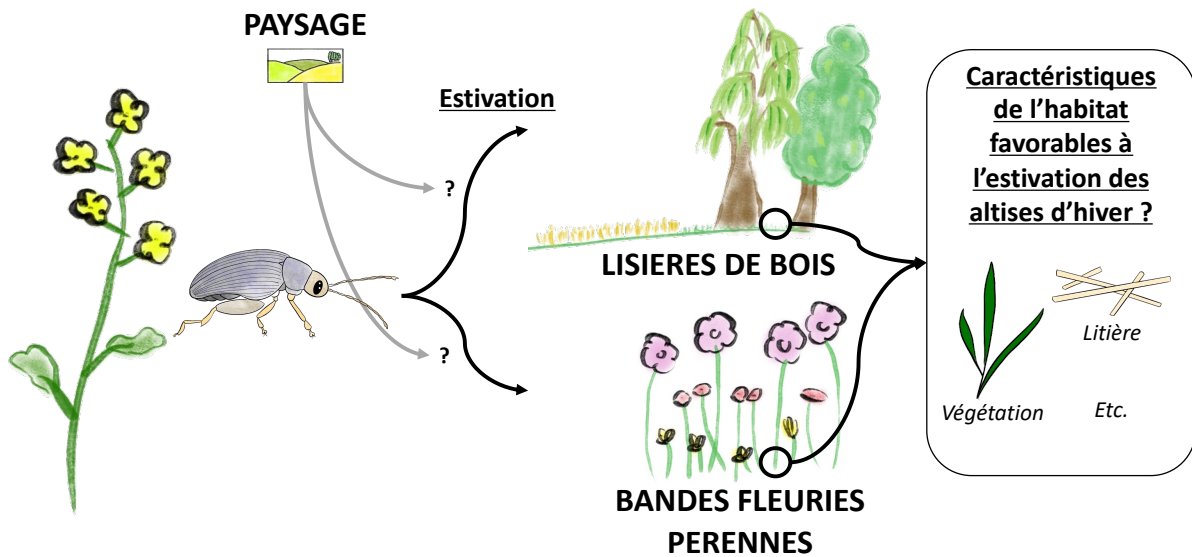 PAYSAGE
Estivation
?
?
LISIERES DE BOIS
BANDES FLEURIES
PERENNES
Caractéristiques
de l’habitat
favorables à
l’estivation des
altises d’hiver ?
Litière
Végétation
Etc.